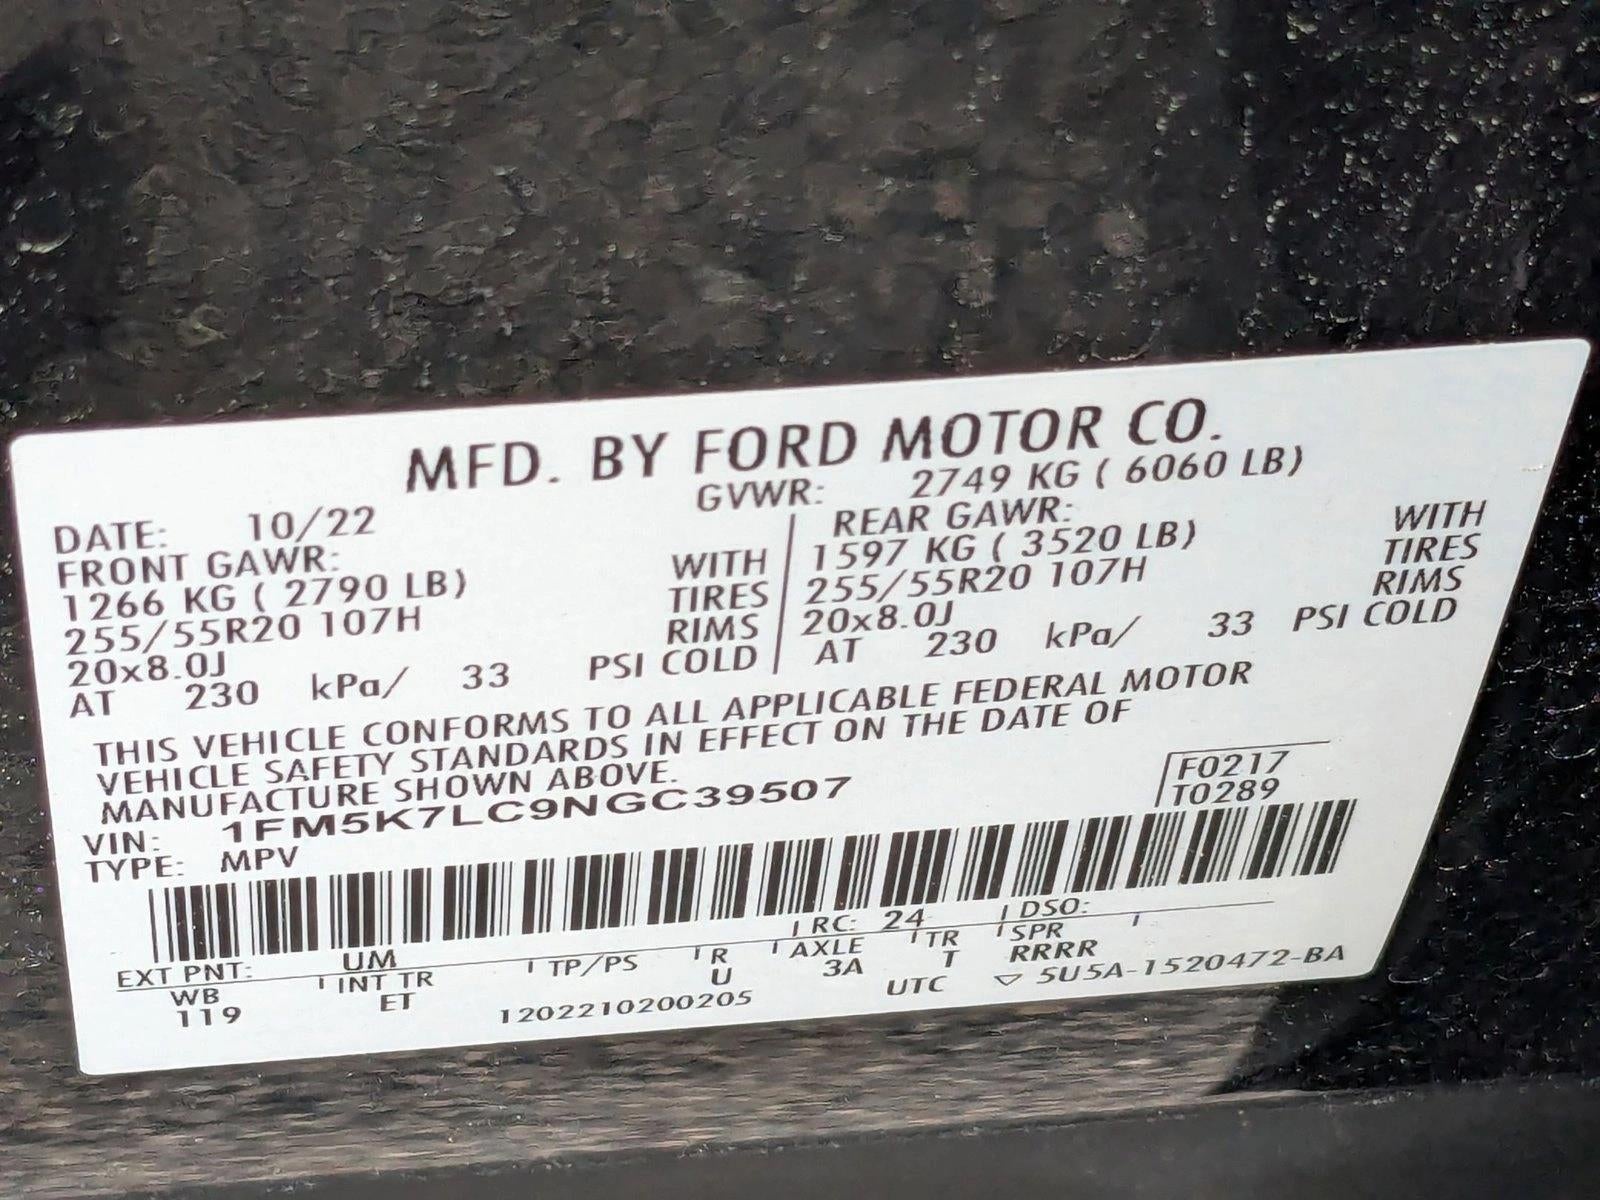 MFD. BY FORD MOTOR CO.
DATE: 10/22 GVWR: 2749 KG ( 6060 LB)
FRONT GAWR: REAR GAWR:
1266 KG ( 2790 LB) WITH 1597 KG ( 3520 LB) WITH
255/55R20 107H TIRES 255/55R20 107H TIRES
20x8.0J RIMS 20x8.0J RIMS
AT 230 kPa/ 33 PSI COLD AT 230 kPa/ 33 PSI COLD
THIS VEHICLE CONFORMS TO ALL APPLICABLE FEDERAL MOTOR
VEHICLE SAFETY STANDARDS IN EFFECT ON THE DATE OF
MANUFACTURE SHOWN ABOVE.
VIN: 1FM5K7LC9NGC39507 F0217
TYPE: MPV T0289
EXT PNT: UM RC: 24 DSO:
WB INT TR TP/PS R AXLE TR SPR
119 ET U 3A T RRRR
1202210200205 UTC ▽ 5U5A-1520472-BA